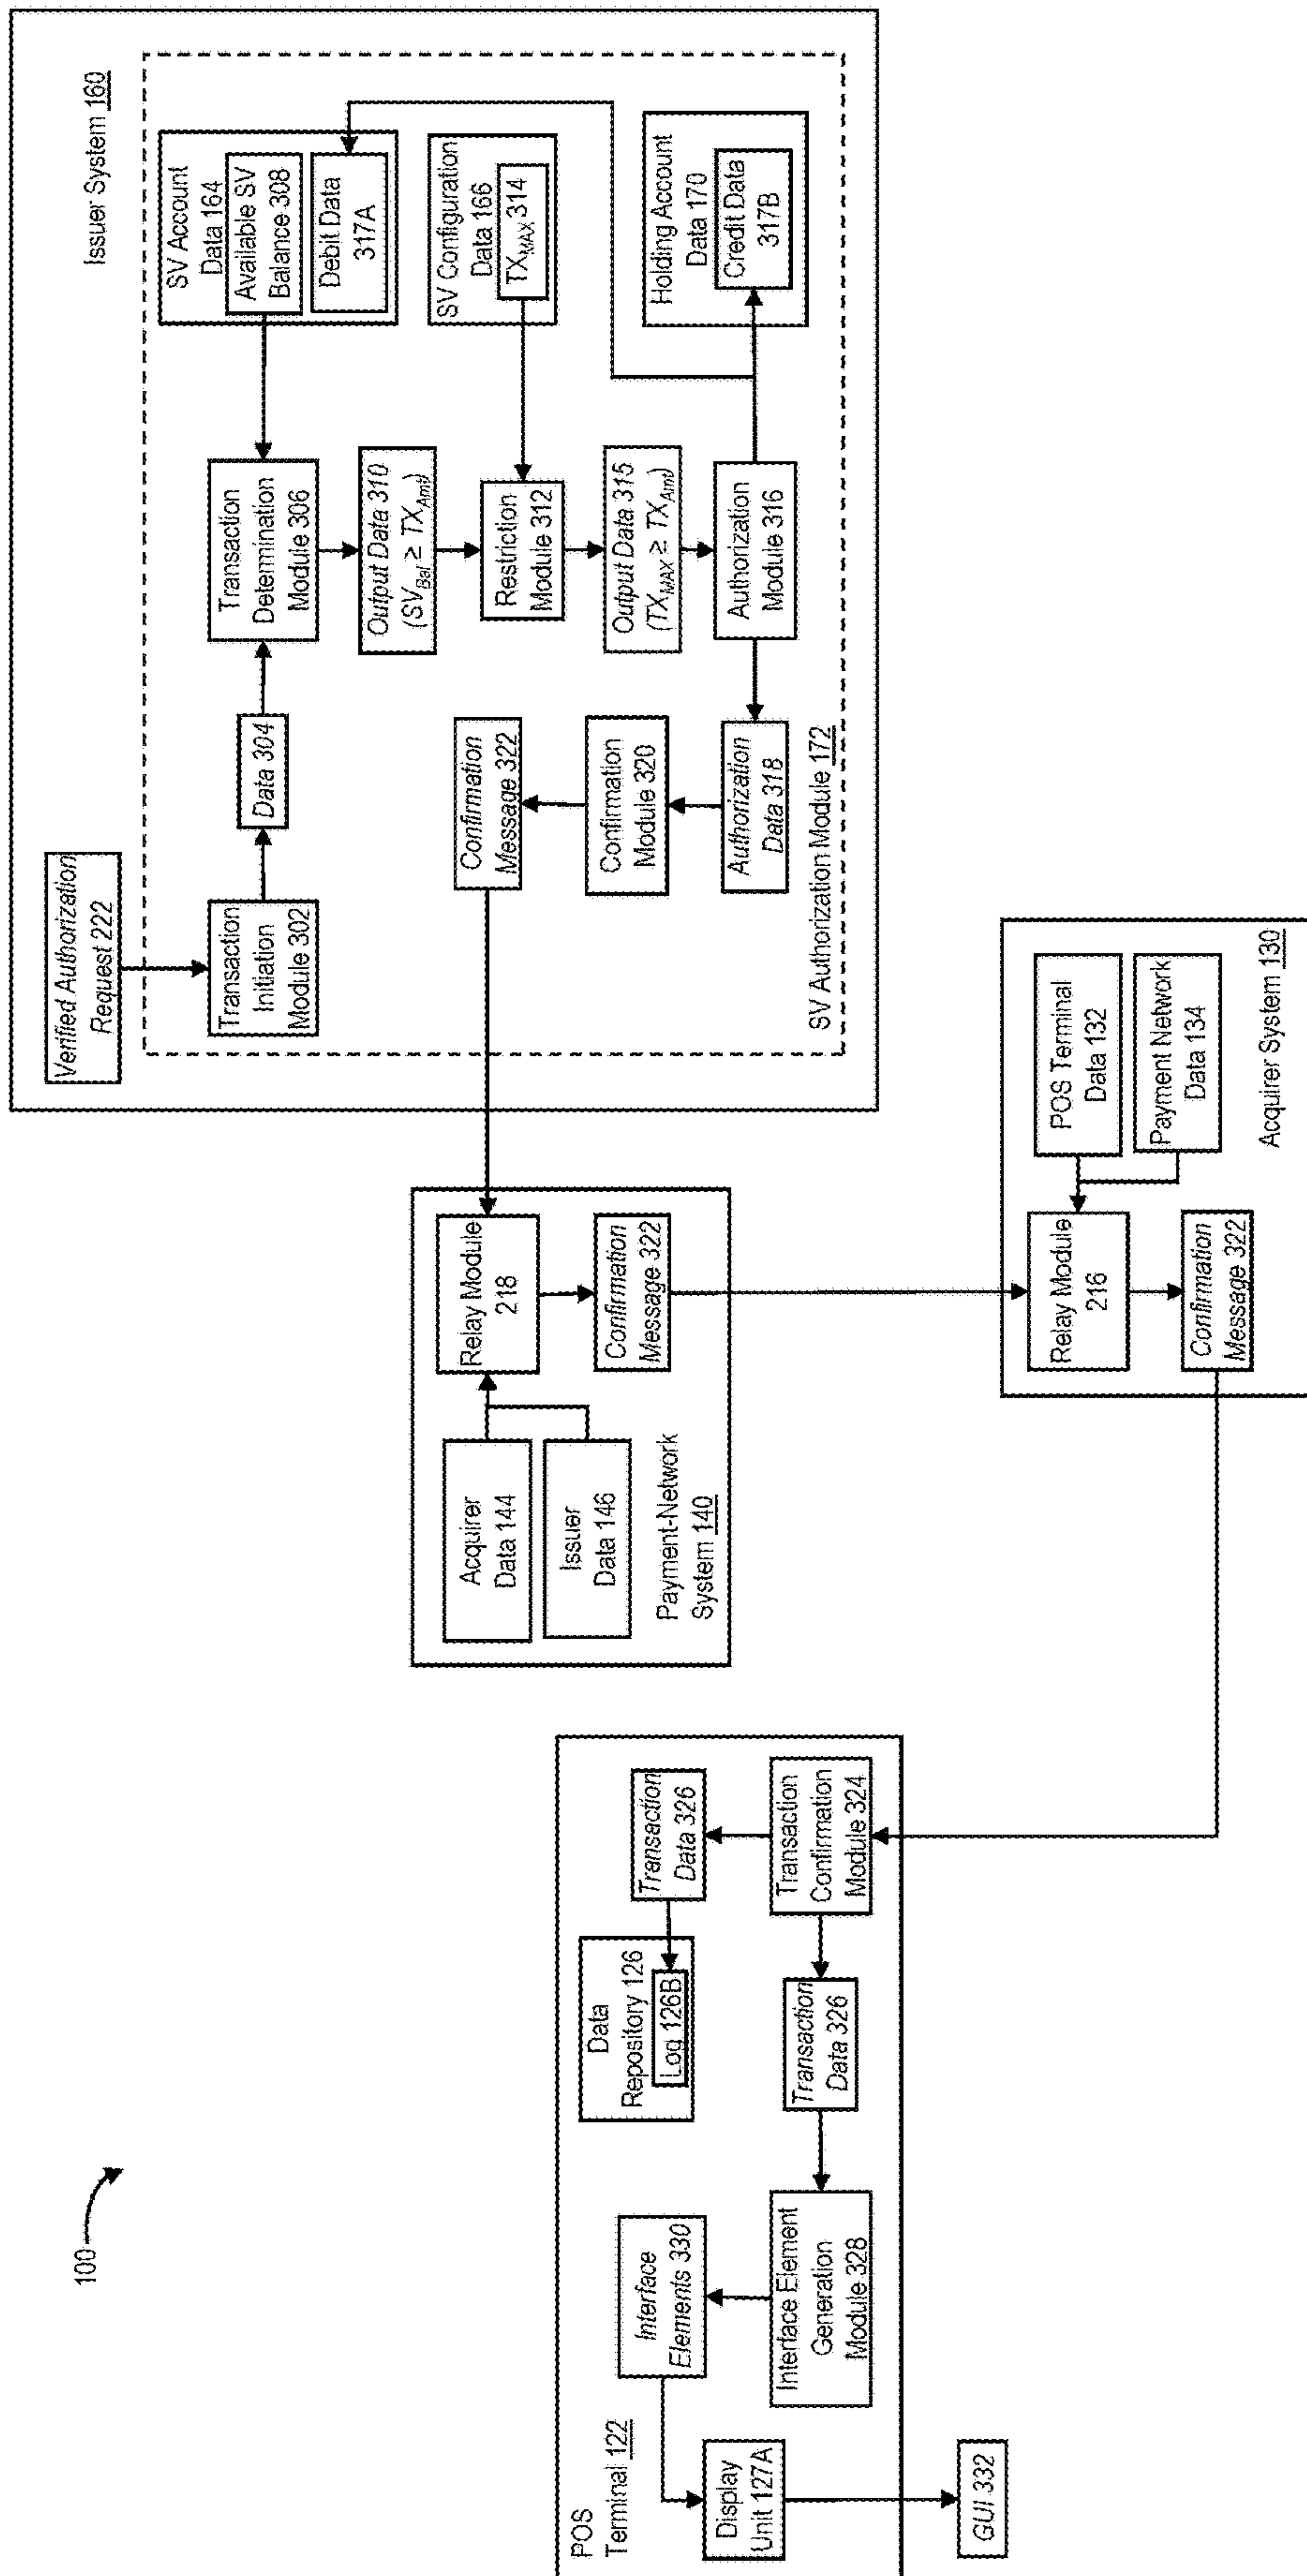 100
POS
Terminal 122
Display
Unit 127A
GUI 332
Interface
Elements 330
Interface Element
Generation
Module 328
Data
Repository 126
Log 126B
Transaction
Data 326
Transaction
Data 326
Transaction
Confirmation
Module 324
Acquirer
Data 144
Issuer
Data 146
Payment-Network
System 140
Relay Module
218
Confirmation
Message 322
Relay Module
216
Confirmation
Message 322
POS Terminal
Data 132
Payment Network
Data 134
Acquirer System 130
Verified Authorization
Request 222
Issuer System 160
Transaction
Initiation
Module 302
Data 304
Transaction
Determination
Module 306
SV Account
Data 164
Available SV
Balance 308
Debit Data
317A
Output Data 310
(SV_Bal ≥ TX_Amt)
SV Configuration
Data 166
TX_MAX 314
Restriction
Module 312
Output Data 315
(TX_MAX ≥ TX_Amt)
Holding Account
Data 170
Credit Data
317B
Authorization
Module 316
Confirmation
Message 322
Confirmation
Module 320
Authorization
Data 318
SV Authorization Module 172